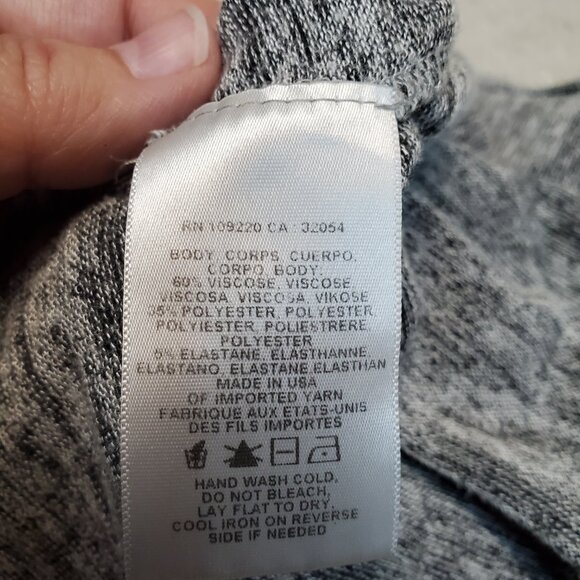 RN 109220 CA : 32054
BODY, CORPS, CUERPO,
CORPO, BODY:
60% VISCOSE, VISCOSE,
VISCOSA, VISCOSA, VIKOSE
35% POLYESTER, POLYESTER
POLYIESTER, POLIESTRERE,
POLYESTER
5% ELASTANE, ELASTHANNE,
ELASTANO, ELASTANE,ELASTHAN
MADE IN USA
OF IMPORTED YARN
FABRIQUE AUX ETATS-UNIS
DES FILS IMPORTES
HAND WASH COLD,
DO NOT BLEACH,
LAY FLAT TO DRY,
COOL IRON ON REVERSE
SIDE IF NEEDED